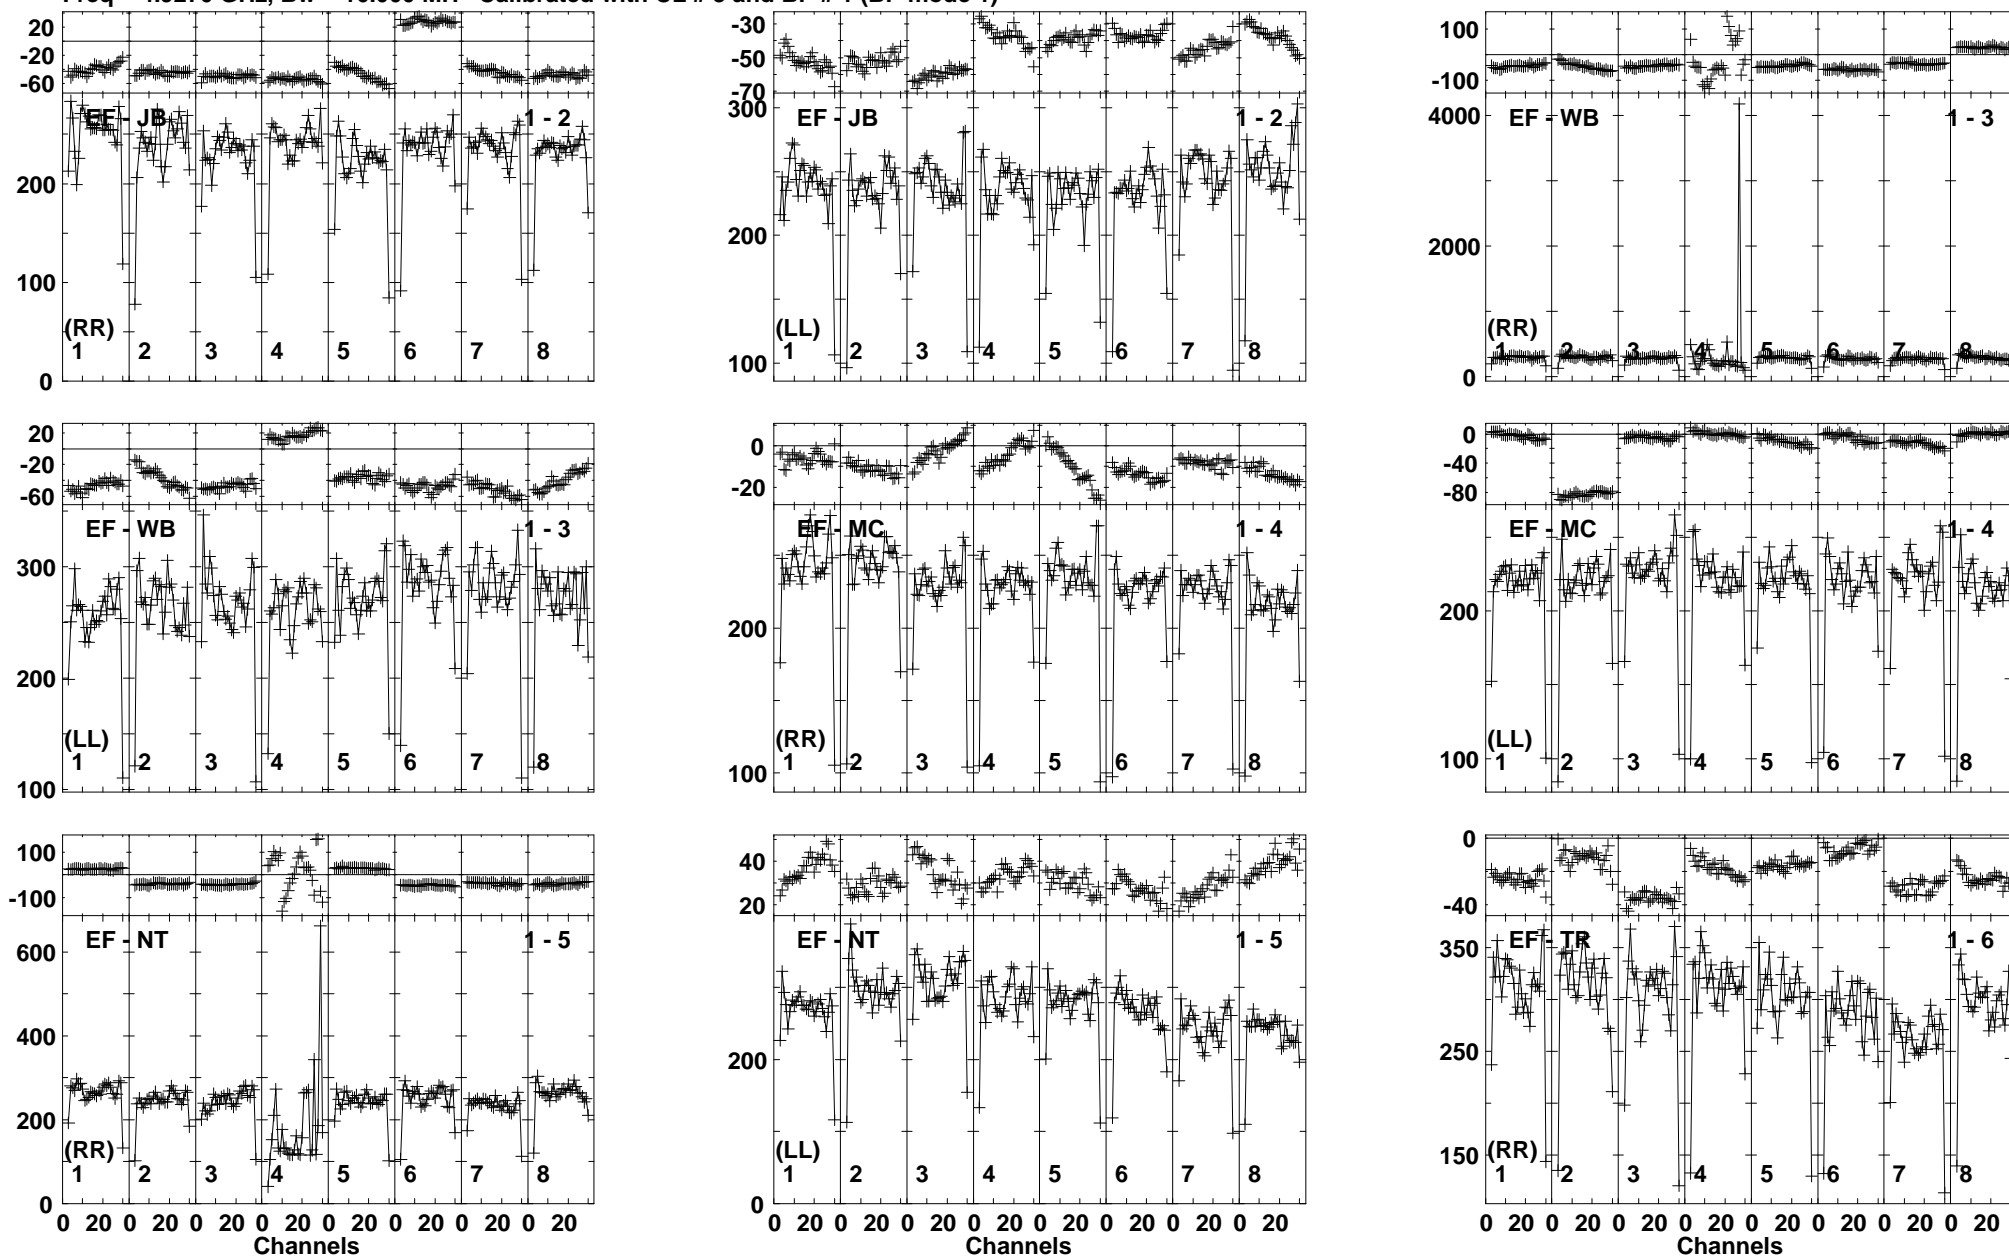 20 -20 -60
EF - JB 1 - 2
200 100 0
(RR)
1 2 3 4 5 6 7 8
-30 -50 -70
300 EF - JB 1 - 2
200 100
(LL)
1 2 3 4 5 6 7 8
100 0 -100
4000 EF - WB 1 - 3
2000 0
(RR)
1 2 3 4 5 6 7 8
20 -20 -60
EF - WB 1 - 3
300 200 100
(LL)
1 2 3 4 5 6 7 8
0 -20
EF - MC 1 - 4
200 100
(RR)
1 2 3 4 5 6 7 8
0 -40 -80
EF - MC 1 - 4
200 100
(LL)
1 2 3 4 5 6 7 8
100 0 -100
EF - NT 1 - 5
600 400 200 0
(RR)
1 2 3 4 5 6 7 8
0 20 0 20 0 20 0 20 0 20 0 20 0 20 0 20
Channels
40 20
EF - NT 1 - 5
200 0
(LL)
1 2 3 4 5 6 7 8
0 20 0 20 0 20 0 20 0 20 0 20 0 20 0 20
Channels
0 -40
350 EF - TR 1 - 6
250 150
(RR)
1 2 3 4 5 6 7 8
0 20 0 20 0 20 0 20 0 20 0 20 0 20 0 20
Channels